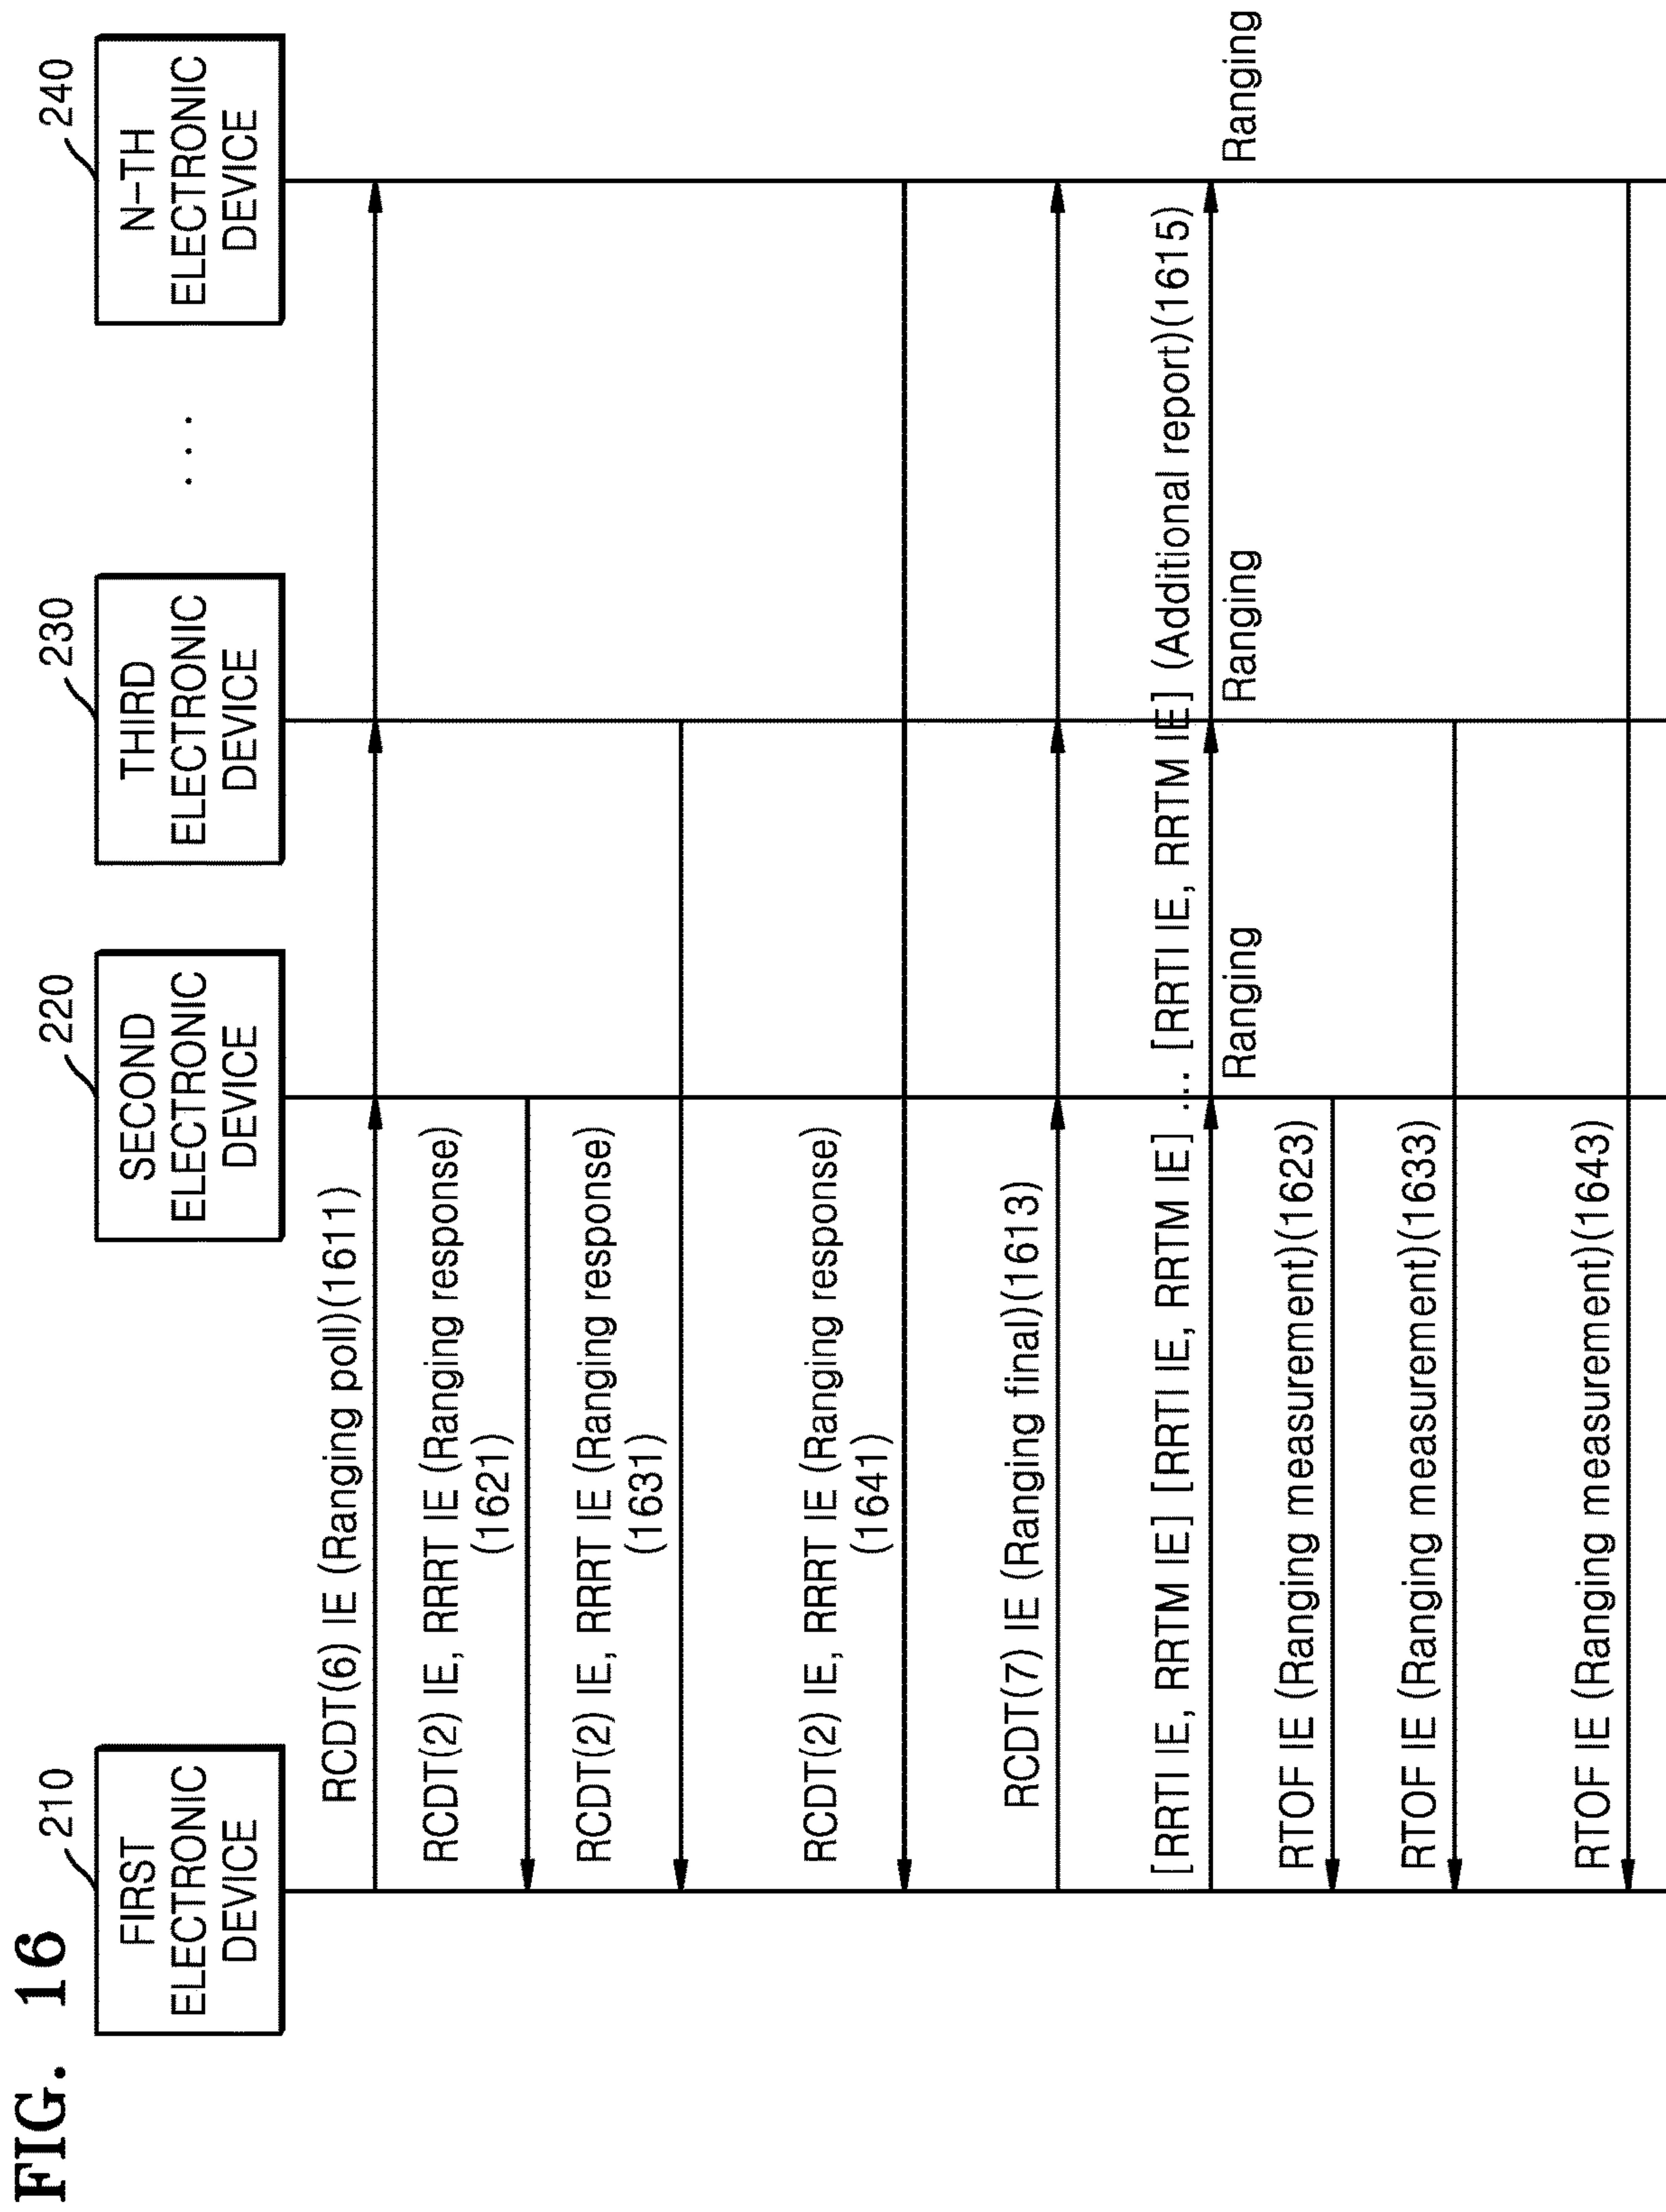 FIG. 16
210
220
230
240
FIRST
ELECTRONIC
DEVICE
SECOND
ELECTRONIC
DEVICE
THIRD
ELECTRONIC
DEVICE
. . .
N-TH
ELECTRONIC
DEVICE
RCDT(6) IE (Ranging poll)(1611)
RCDT(2) IE, RRRT IE (Ranging response)
(1621)
RCDT(2) IE, RRRT IE (Ranging response)
(1631)
RCDT(2) IE, RRRT IE (Ranging response)
(1641)
RCDT(7) IE (Ranging final)(1613)
[RRTI IE, RRTM IE] [RRTI IE, RRTM IE] ... [RRTI IE, RRTM IE] (Additional report)(1615)
Ranging
Ranging
Ranging
RTOF IE (Ranging measurement)(1623)
RTOF IE (Ranging measurement)(1633)
RTOF IE (Ranging measurement)(1643)